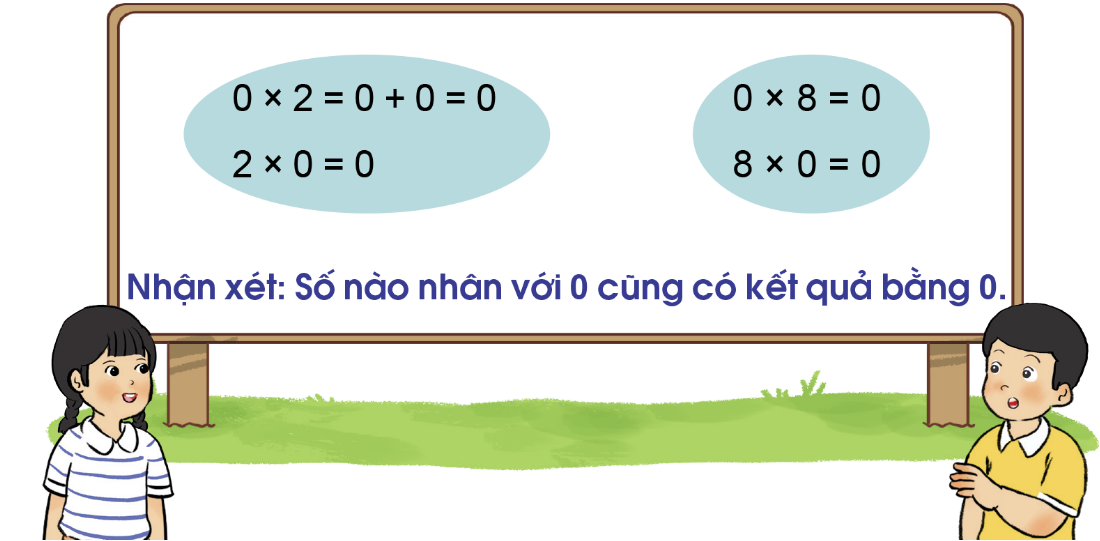 0 × 2 = 0 + 0 = 0
2 × 0 = 0
0 × 8 = 0
8 × 0 = 0
Nhận xét: Số nào nhân với 0 cũng có kết quả bằng 0.